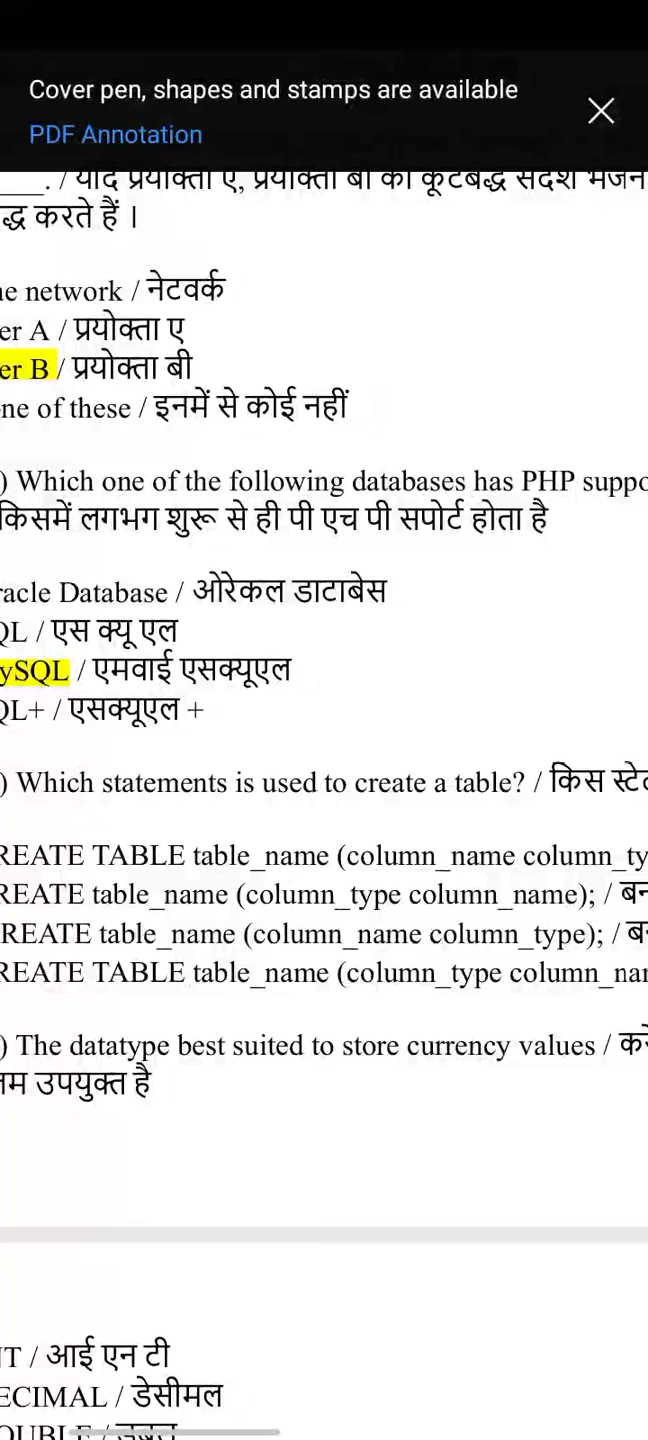 Cover pen, shapes and stamps are available
PDF Annotation
____. / यदि प्रयोक्ता ए, प्रयोक्ता बी को कूटबद्ध संदेश भेजन
द्ध करते हैं ।
e network / नेटवर्क
er A / प्रयोक्ता ए
er B / प्रयोक्ता बी
ne of these / इनमें से कोई नहीं
) Which one of the following databases has PHP suppo
किसमें लगभग शुरू से ही पी एच पी सपोर्ट होता है
racle Database / ओरेकल डाटाबेस
QL / एस क्यू एल
ySQL / एमवाई एसक्यूएल
QL+ / एसक्यूएल +
) Which statements is used to create a table? / किस स्टे
REATE TABLE table_name (column_name column_ty
REATE table_name (column_type column_name); / बन
REATE table_name (column_name column_type); / ब
REATE TABLE table_name (column_type column_nar
) The datatype best suited to store currency values / करे
तम उपयुक्त है
IT / आई एन टी
ECIMAL / डेसीमल